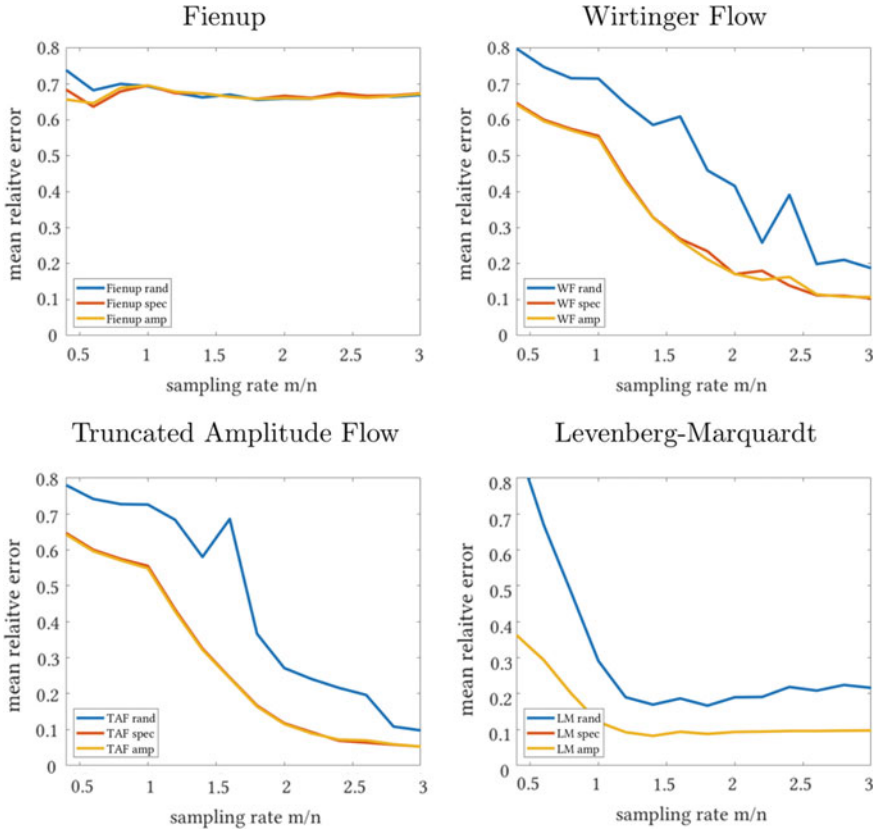 Fienup
0.8
0.7
0.6
0.5
0.4
0.3
0.2
0.1
0
mean relaitve error
Fienup rand
Fienup spec
Fienup amp
0.5
1
1.5
2
2.5
3
sampling rate m/n
Wirtinger Flow
0.8
0.7
0.6
0.5
0.4
0.3
0.2
0.1
0
mean relaitve error
WF rand
WF spec
WF amp
0.5
1
1.5
2
2.5
3
sampling rate m/n
Truncated Amplitude Flow
0.8
0.7
0.6
0.5
0.4
0.3
0.2
0.1
0
mean relaitve error
TAF rand
TAF spec
TAF amp
0.5
1
1.5
2
2.5
3
sampling rate m/n
Levenberg-Marquardt
0.8
0.7
0.6
0.5
0.4
0.3
0.2
0.1
0
mean relaitve error
LM rand
LM spec
LM amp
0.5
1
1.5
2
2.5
3
sampling rate m/n